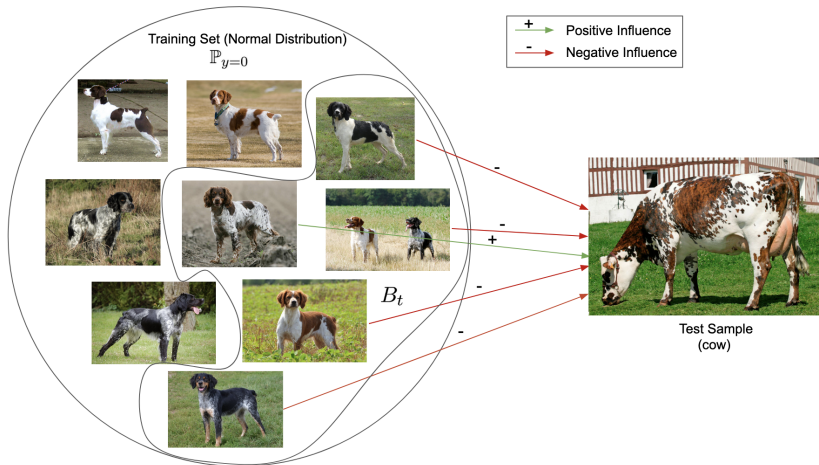 Training Set (Normal Distribution)
ℙ_{y=0}
+
Positive Influence
-
Negative Influence
-
-
+
-
B_t
-
Test Sample
(cow)